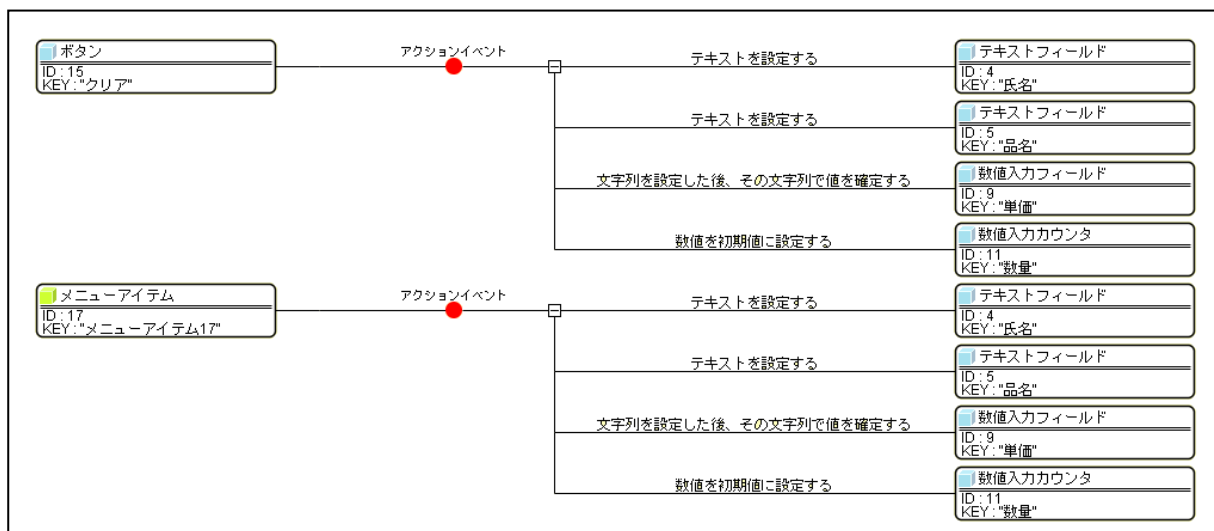 ボタン
ID : 15
KEY : "クリア"
アクションイベント
テキストを設定する
テキストフィールド
ID : 4
KEY : "氏名"
テキストを設定する
テキストフィールド
ID : 5
KEY : "品名"
文字列を設定した後、その文字列で値を確定する
数値入力フィールド
ID : 9
KEY : "単価"
数値を初期値に設定する
数値入力カウンタ
ID : 11
KEY : "数量"
メニューアイテム
ID : 17
KEY : "メニューアイテム17"
アクションイベント
テキストを設定する
テキストフィールド
ID : 4
KEY : "氏名"
テキストを設定する
テキストフィールド
ID : 5
KEY : "品名"
文字列を設定した後、その文字列で値を確定する
数値入力フィールド
ID : 9
KEY : "単価"
数値を初期値に設定する
数値入力カウンタ
ID : 11
KEY : "数量"